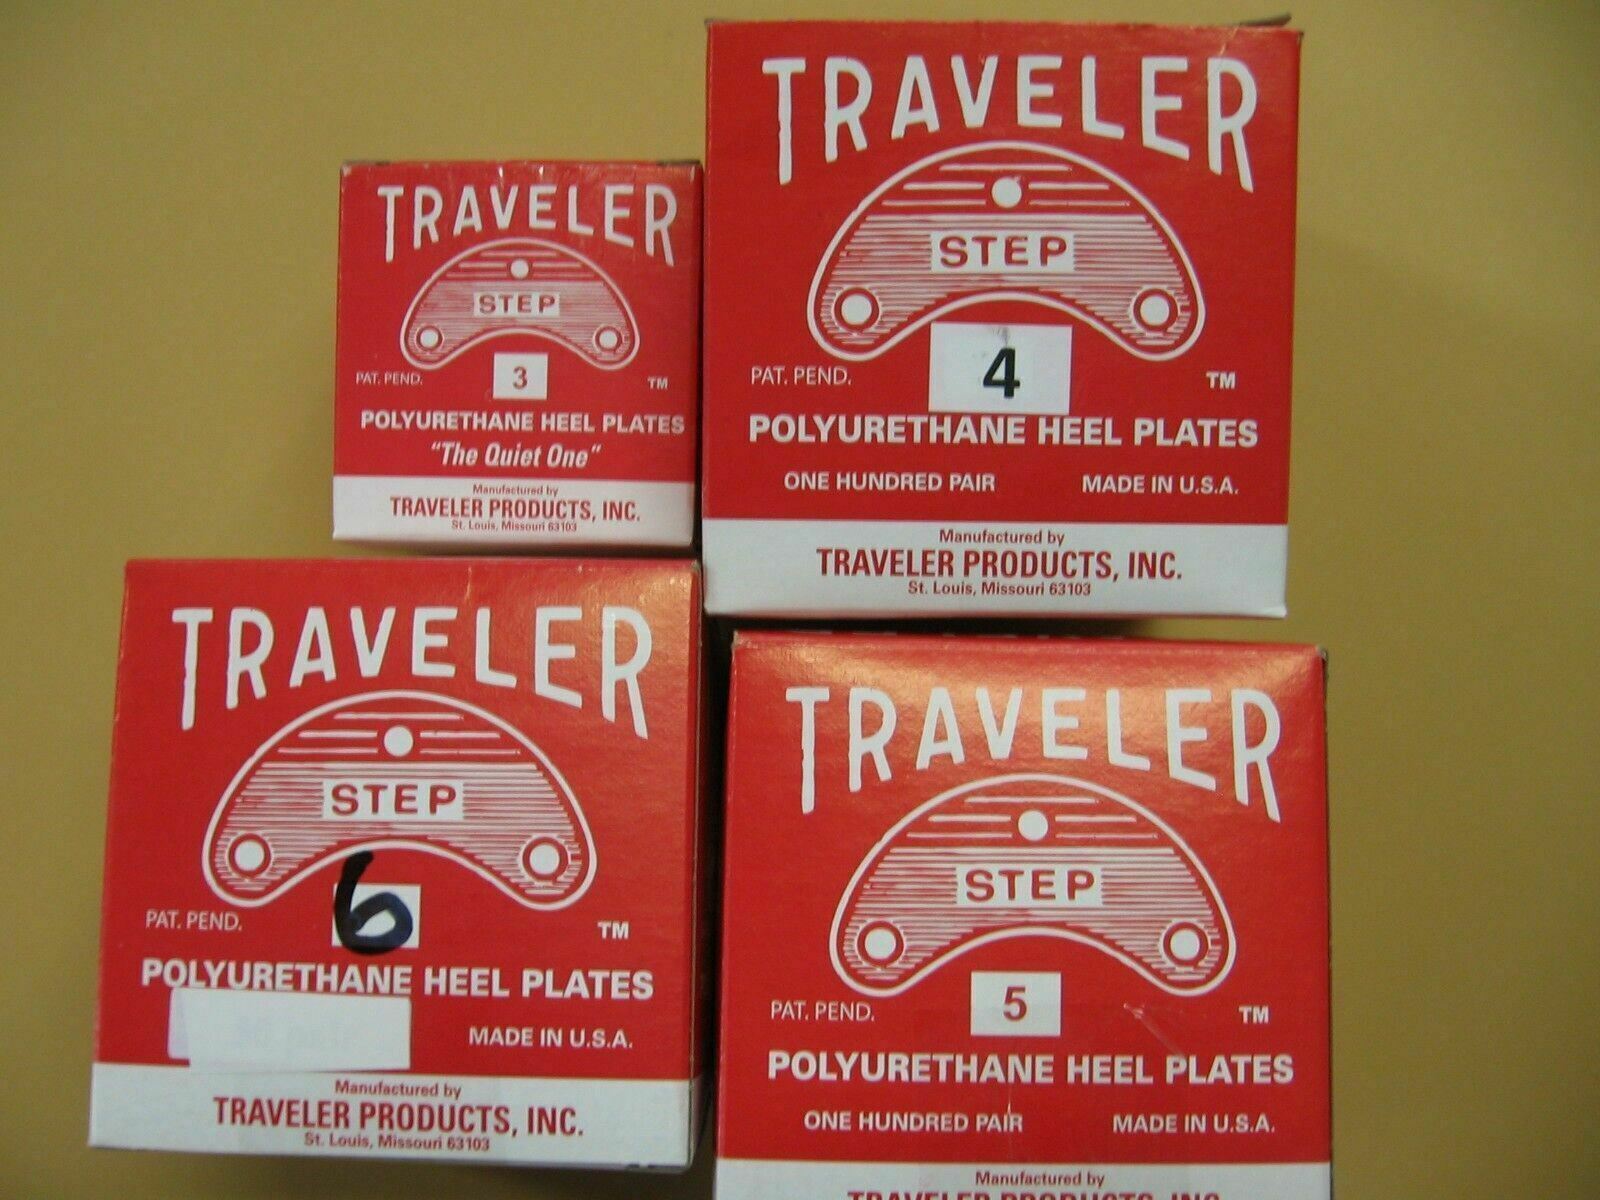 TRAVELER
STEP
3
PAT. PEND.
TM
POLYURETHANE HEEL PLATES
"The Quiet One"
Manufactured by
TRAVELER PRODUCTS, INC.
St. Louis, Missouri 63103
TRAVELER
STEP
4
PAT. PEND.
TM
POLYURETHANE HEEL PLATES
ONE HUNDRED PAIR MADE IN U.S.A.
Manufactured by
TRAVELER PRODUCTS, INC.
St. Louis, Missouri 63103
TRAVELER
STEP
6
PAT. PEND.
TM
POLYURETHANE HEEL PLATES
MADE IN U.S.A.
Manufactured by
TRAVELER PRODUCTS, INC.
St. Louis, Missouri 63103
TRAVELER
STEP
5
PAT. PEND.
TM
POLYURETHANE HEEL PLATES
ONE HUNDRED PAIR MADE IN U.S.A.
Manufactured by
TRAVELER PRODUCTS, INC.